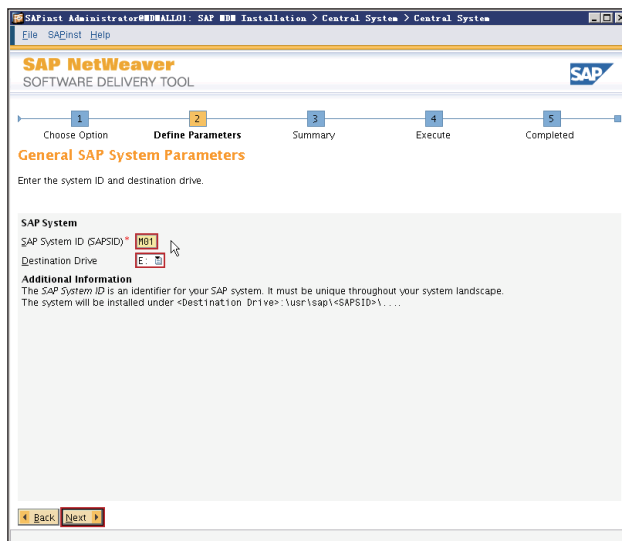 SAPinst Administrator@MDMALL01: SAP MDM Installation > Central System > Central System
File SAPinst Help
SAP NetWeaver
SOFTWARE DELIVERY TOOL
SAP
1 2 3 4 5
Choose Option Define Parameters Summary Execute Completed
General SAP System Parameters
Enter the system ID and destination drive.
SAP System
SAP System ID (SAPSID)* M01
Destination Drive E:
Additional Information
The SAP System ID is an identifier for your SAP system. It must be unique throughout your system landscape.
The system will be installed under <Destination Drive>:\usr\sap\<SAPSID>\....
Back Next